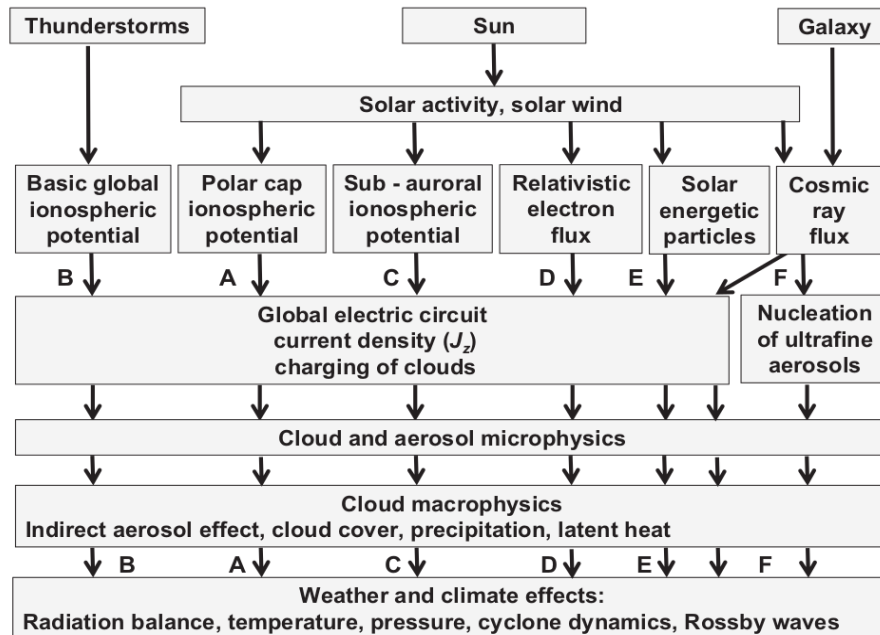 Thunderstorms
Sun
Galaxy
Solar activity, solar wind
Basic global
ionospheric
potential
Polar cap
ionospheric
potential
Sub - auroral
ionospheric
potential
Relativistic
electron
flux
Solar
energetic
particles
Cosmic
ray
flux
B
A
C
D
E
F
Global electric circuit
current density (Jz)
charging of clouds
Nucleation
of ultrafine
aerosols
Cloud and aerosol microphysics
Cloud macrophysics
Indirect aerosol effect, cloud cover, precipitation, latent heat
B
A
C
D
E
F
Weather and climate effects:
Radiation balance, temperature, pressure, cyclone dynamics, Rossby waves